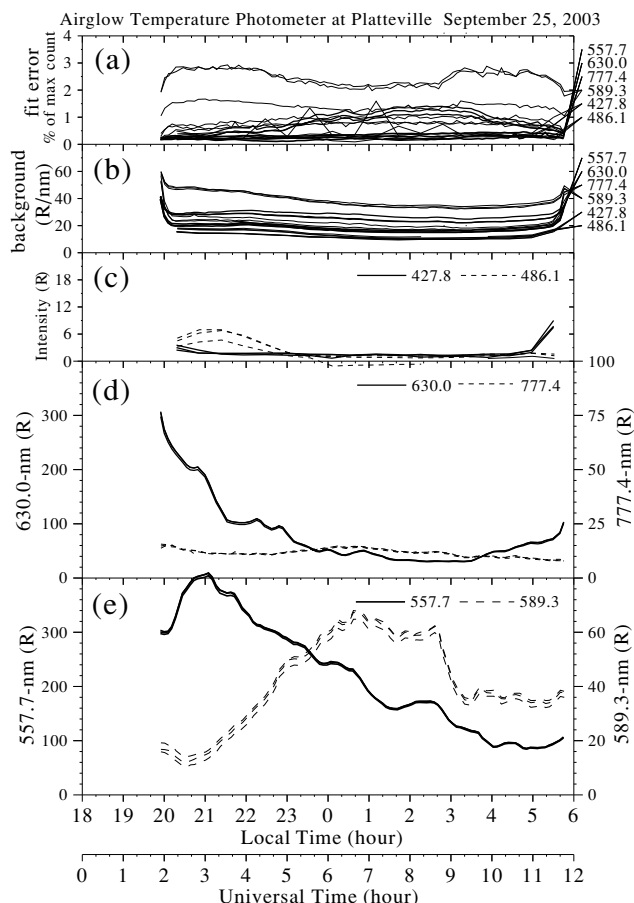 Airglow Temperature Photometer at Platteville September 25, 2003
(a)
fit error
% of max count
4
3
2
1
0
557.7
630.0
777.4
589.3
427.8
486.1
(b)
background
(R/nm)
60
40
20
0
557.7
630.0
777.4
589.3
427.8
486.1
(c)
Intensity (R)
18
12
6
0
427.8 486.1
100
(d)
630.0-nm (R)
300
200
100
0
630.0 777.4
75
50
25
0
777.4-nm (R)
(e)
557.7-nm (R)
300
200
100
0
557.7 589.3
60
40
20
0
589.3-nm (R)
18 19 20 21 22 23 0 1 2 3 4 5 6
Local Time (hour)
0 1 2 3 4 5 6 7 8 9 10 11 12
Universal Time (hour)